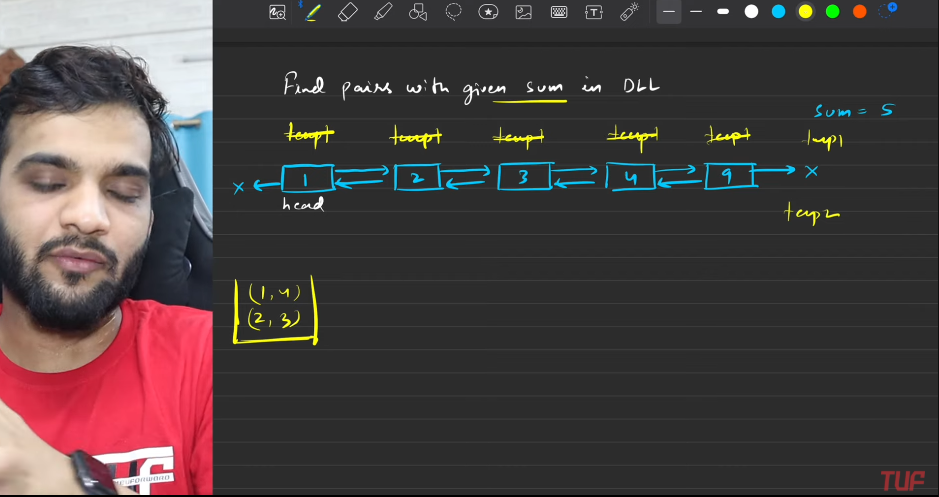 Find pairs with given sum in DLL
sum = 5
temp1 temp1 temp1 temp1 temp1 temp1
x 1 2 3 4 9 x
head
temp2
(1, 4)
(2, 3)
TUF